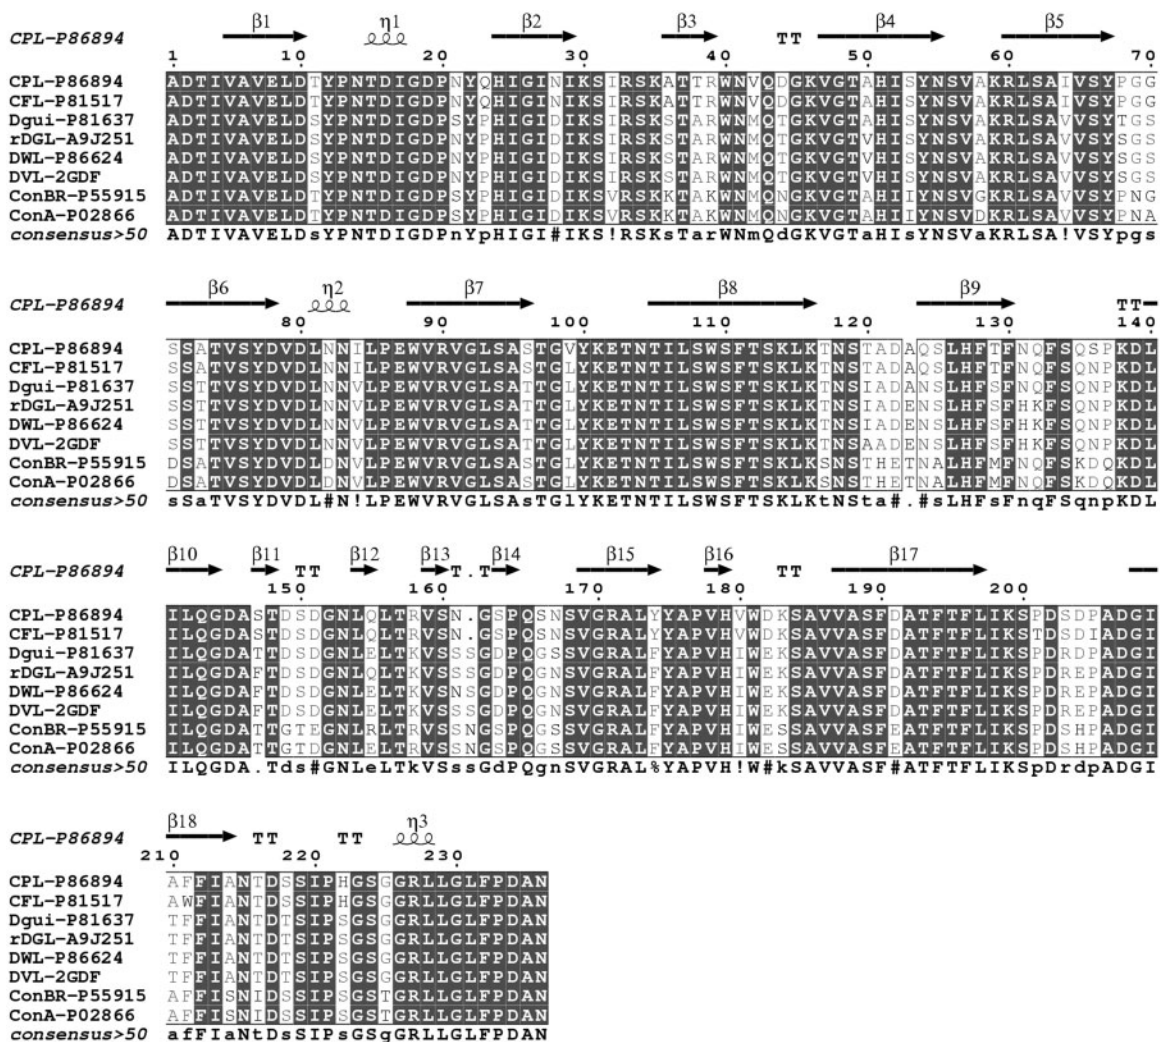 CPL-P86894 β1 η1 β2 β3 TT β4 β5
1 10 20 30 40 50 60 70
CPL-P86894 ADTIVAVELDTYPNTDIGDPNYQHIGINIKSIRSKATTRWNVQDGKVGTAHISYNSVAKRLSAIVSYPGG
CFL-P81517 ADTIVAVELDTYPNTDIGDPNYQHIGINIKSIRSKATTRWNVQDGKVGTAHISYNSVAKRLSAIVSYPGG
Dgui-P81637 ADTIVAVELDSYPNTDIGDPSYPHIGIDIKSIRSKSTARWNMQTGKVGTAHISYNSVAKRLSAVVSYTGS
rDGL-A9J251 ADTIVAVELDSYPNTDIGDPSYPHIGIDIKSIRSKSTARWNMQTGKVGTVHISYNSVAKRLSAVVSYSGS
DWL-P86624 ADTIVAVELDSYPNTDIGDPNYPHIGIDIKSIRSKSTARWNMQTGKVGTVHISYNSVAKRLSAVVSYSGS
DVL-2GDF ADTIVAVELDSYPNTDIGDPNYPHIGIDIKSIRSKSTARWNMQTGKVGTVHISYNSVAKRLSAVVSYSGS
ConBR-P55915 ADTIVAVELDTYPNTDIGDPSYPHIGIDIKSVRSKKTAKWNMQDGKVGTAHIIYNSVGKRLSAVVSYPNG
ConA-P02866 ADTIVAVELDTYPNTDIGDPSYPHIGIDIKSVRSKKTAKWNMQNGKVGTAHIIYNSVDKRLSAVVSYPNA
consensus>50 ADTIVAVELDsYPNTDIGDPnYpHIGI#IKS!RSKsTarWNmQdGKVGTaHIsYNSVaKRLSA!VSYpgs
CPL-P86894 β6 η2 β7 β8 β9 TT
80 90 100 110 120 130 140
CPL-P86894 SSATVSYDVDLNNILPEWVRVGLSASTGVYKETNTILSWSFTSKLKTNSTADAQSLHFTFNQFSQSPKDL
CFL-P81517 SSATVSYDVDLNNILPEWVRVGLSASTGLYKETNTILSWSFTSKLKTNSTADAQSLHFTFNQFSQSPKDL
Dgui-P81637 SSTTVSYDVDLNNVLPEWVRVGLSATTGLYKETNTILSWSFTSKLKTNSIADANSLHFSFNQFSQNPKDL
rDGL-A9J251 SSTTVSYDVDLNNVLPEWVRVGLSATTGLYKETNTILSWSFTSKLKTNSIADENSLHFSFHKFSQNPKDL
DWL-P86624 SSTTVSYDVDLNNVLPEWVRVGLSATTGLYKETNTILSWSFTSKLKTNSIADENSLHFSFHKFSQNPKDL
DVL-2GDF SSTTVSYDVDLNNVLPEWVRVGLSATTGLYKETNTILSWSFTSKLKTNSAADENSLHFSFHKFSQNPKDL
ConBR-P55915 DSATVSYDVDLDNVLPEWVRVGLSASTGLYKETNTILSWSFTSKLKSNSTHETNALHFMFNQFSKDQKDL
ConA-P02866 DSATVSYDVDLDNVLPEWVRVGLSASTGLYKETNTILSWSFTSKLKSNSTHETNALHFMFNQFSKDQKDL
consensus>50 sSaTVSYDVDL#N!LPEWVRVGLSAsTGlYKETNTILSWSFTSKLKtNSta#.#sLHFsFnqFSqnpKDL
CPL-P86894 β10 β11 TT β12 β13 T.T β14 β15 β16 TT β17
150 160 170 180 190 200
CPL-P86894 ILQGDASTDSDGNLQLTRVSN.GSPQSNSVGRALYYAPVHIWDKSAVVASFDATFTFLIKSPDSDPADGI
CFL-P81517 ILQGDASTDSDGNLQLTRVSN.GSPQSNSVGRALYYAPVHVWDKSAVVASFDATFTFLIKSTDSDIADGI
Dgui-P81637 ILQGDATTDSDGNLQLTKVSSSGDPQGSSVGRALFYAPVHIWEKSAVVASFDATFTFLIKSPDRDPADGI
rDGL-A9J251 ILQGDAFTDSDGNLELTKVSSSGDPQGNSVGRALFYAPVHIWEKSAVVASFDATFTFLIKSPDREPADGI
DWL-P86624 ILQGDAFTDSDGNLELTKVSNSGDPQGNSVGRALFYAPVHIWEKSAVVASFDATFTFLIKSPDREPADGI
DVL-2GDF ILQGDAFTDSDGNLELTKVSSSGDPQGNSVGRALFYAPVHIWEKSAVVASFDATFTFLIKSPDREPADGI
ConBR-P55915 ILQGDATTGTEGNLRLTRVSSNGSPQGSSVGRALFYAPVHIWESSAVVASFEATFTFLIKSPDSHPADGI
ConA-P02866 ILQGDATTGTDGNLELTRVSSNGSPQGSSVGRALFYAPVHIWESSAVVASFEATFTFLIKSPDSHPADGI
consensus>50 ILQGDA.Tds#GNLeLTkVSssGdPQgnSVGRAL%YAPVH!W#kSAVVASF#ATFTFLIKSpDrdpADGI
CPL-P86894 β18 TT TT η3
210 220 230
CPL-P86894 AFFIANTDSSIPHGSGGRLLGLFPDAN
CFL-P81517 AWFIANTDSSIPHGSGGRLLGLFPDAN
Dgui-P81637 TFFIANTDTSIPSGSGGRLLGLFPDAN
rDGL-A9J251 TFFIANTDTSIPSGSGGRLLGLFPDAN
DWL-P86624 TFFIANTDTSIPSGSGGRLLGLFPDAN
DVL-2GDF TFFIANTDTSIPSGSGGRLLGLFPDAN
ConBR-P55915 AFFISNIDSSIPSGSTGRLLGLFPDAN
ConA-P02866 AFFISNIDSSIPSGSTGRLLGLFPDAN
consensus>50 afFIaNtDsSIPsGSgGRLLGLFPDAN